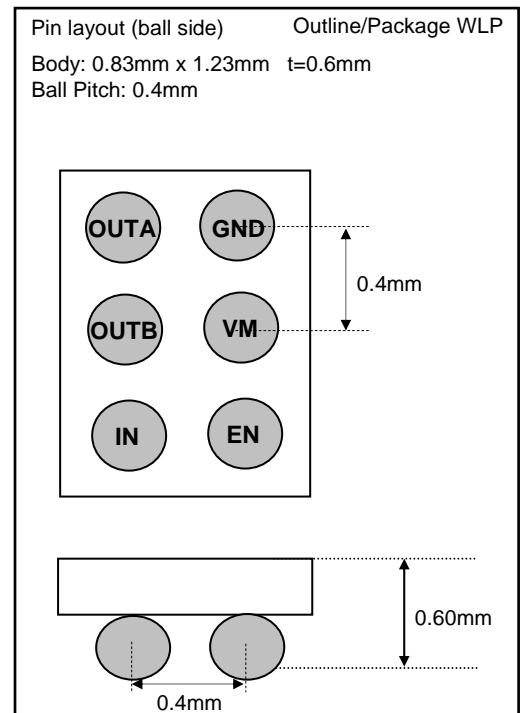 Pin layout (ball side) Outline/Package WLP
Body: 0.83mm x 1.23mm t=0.6mm
Ball Pitch: 0.4mm
OUTA GND
0.4mm
OUTB VM
IN EN
0.60mm
0.4mm